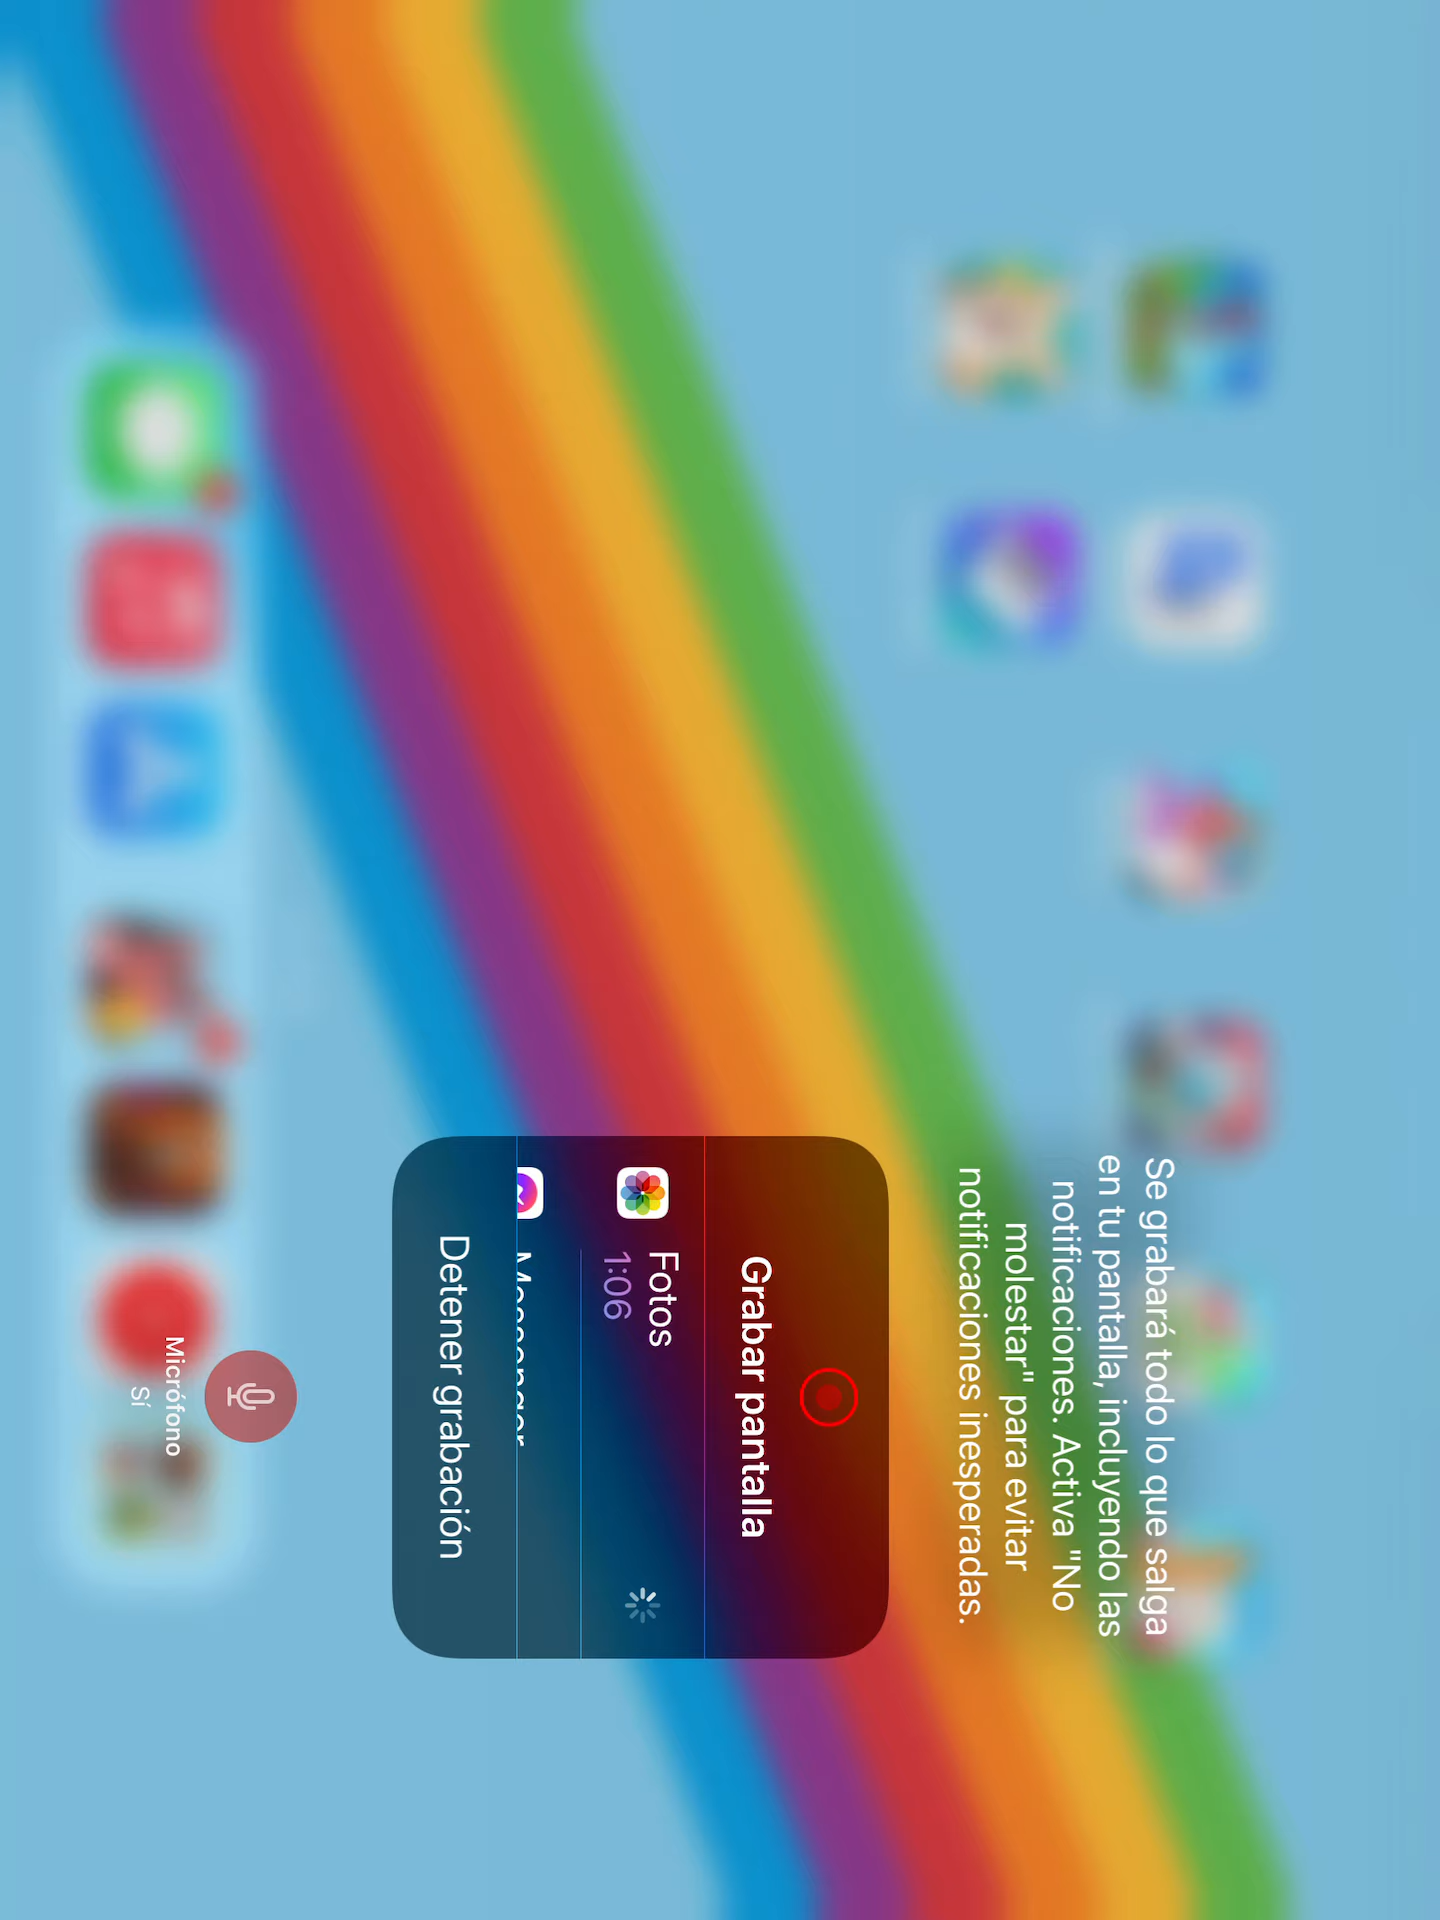 Se grabará todo lo que salga
en tu pantalla, incluyendo las
notificaciones. Activa "No
molestar" para evitar
notificaciones inesperadas.
Grabar pantalla
Fotos
1:06
Messenger
Detener grabación
Micrófono
Sí